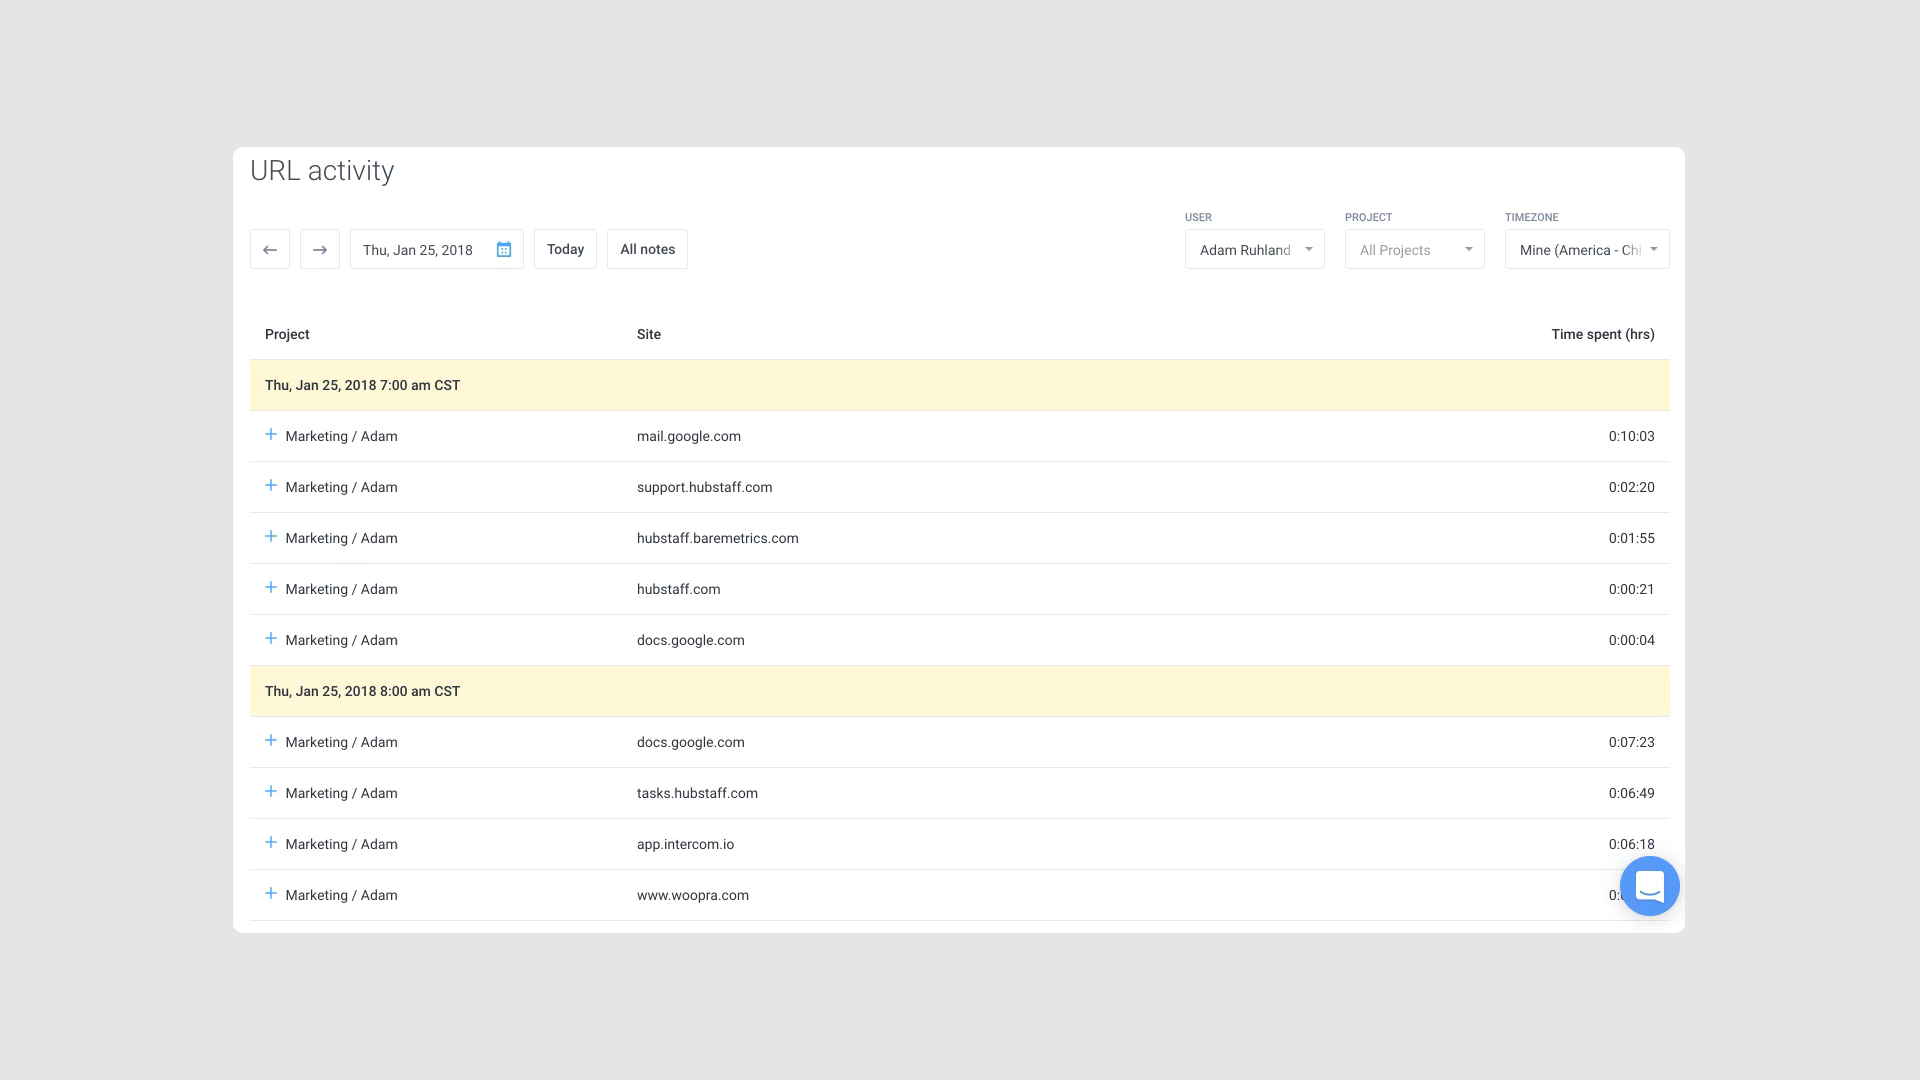 URL activity
USER PROJECT TIMEZONE
Thu, Jan 25, 2018 Today All notes Adam Ruhland All Projects Mine (America - Chi
Project Site Time spent (hrs)
Thu, Jan 25, 2018 7:00 am CST
Marketing / Adam mail.google.com 0:10:03
Marketing / Adam support.hubstaff.com 0:02:20
Marketing / Adam hubstaff.baremetrics.com 0:01:55
Marketing / Adam hubstaff.com 0:00:21
Marketing / Adam docs.google.com 0:00:04
Thu, Jan 25, 2018 8:00 am CST
Marketing / Adam docs.google.com 0:07:23
Marketing / Adam tasks.hubstaff.com 0:06:49
Marketing / Adam app.intercom.io 0:06:18
Marketing / Adam www.woopra.com